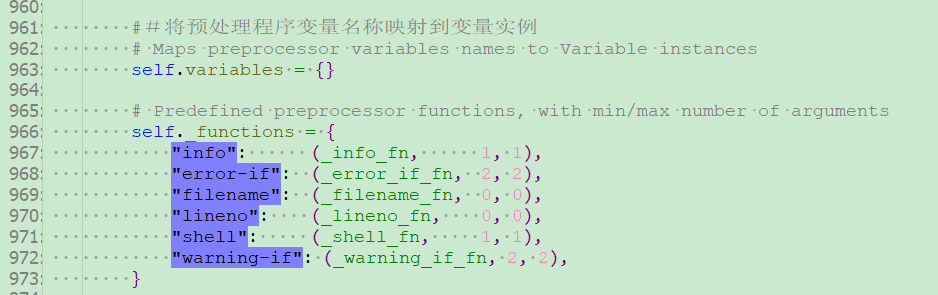 960
961 ##将预处理程序变量名称映射到变量实例
962 # Maps preprocessor variables names to Variable instances
963 self.variables = {}
964
965 # Predefined preprocessor functions, with min/max number of arguments
966 self._functions = {
967 "info": (_info_fn, 1, 1),
968 "error-if": (_error_if_fn, 2, 2),
969 "filename": (_filename_fn, 0, 0),
970 "lineno": (_lineno_fn, 0, 0),
971 "shell": (_shell_fn, 1, 1),
972 "warning-if": (_warning_if_fn, 2, 2),
973 }